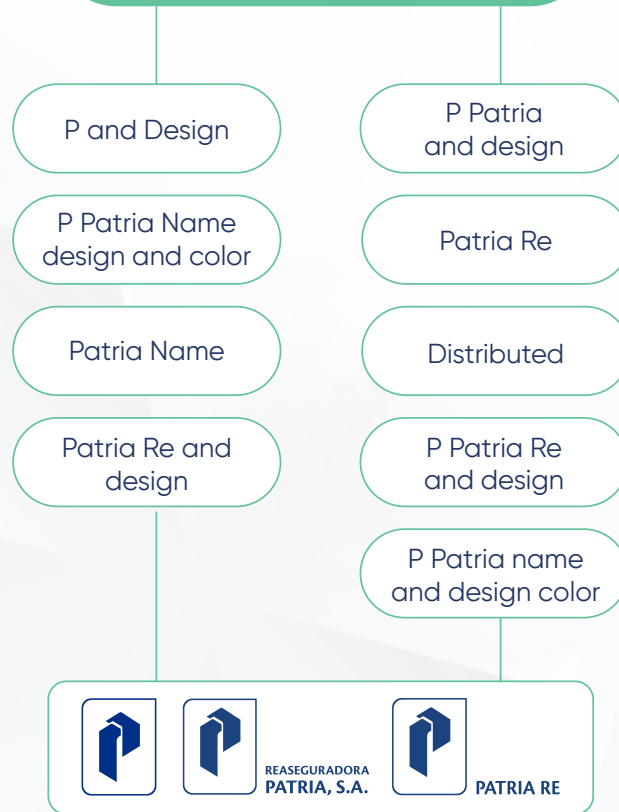 P and Design
P Patria Name
design and color
Patria Name
Patria Re and
design
P Patria
and design
Patria Re
Distributed
P Patria Re
and design
P Patria name
and design color
REASEGURADORA
PATRIA, S.A.
PATRIA RE